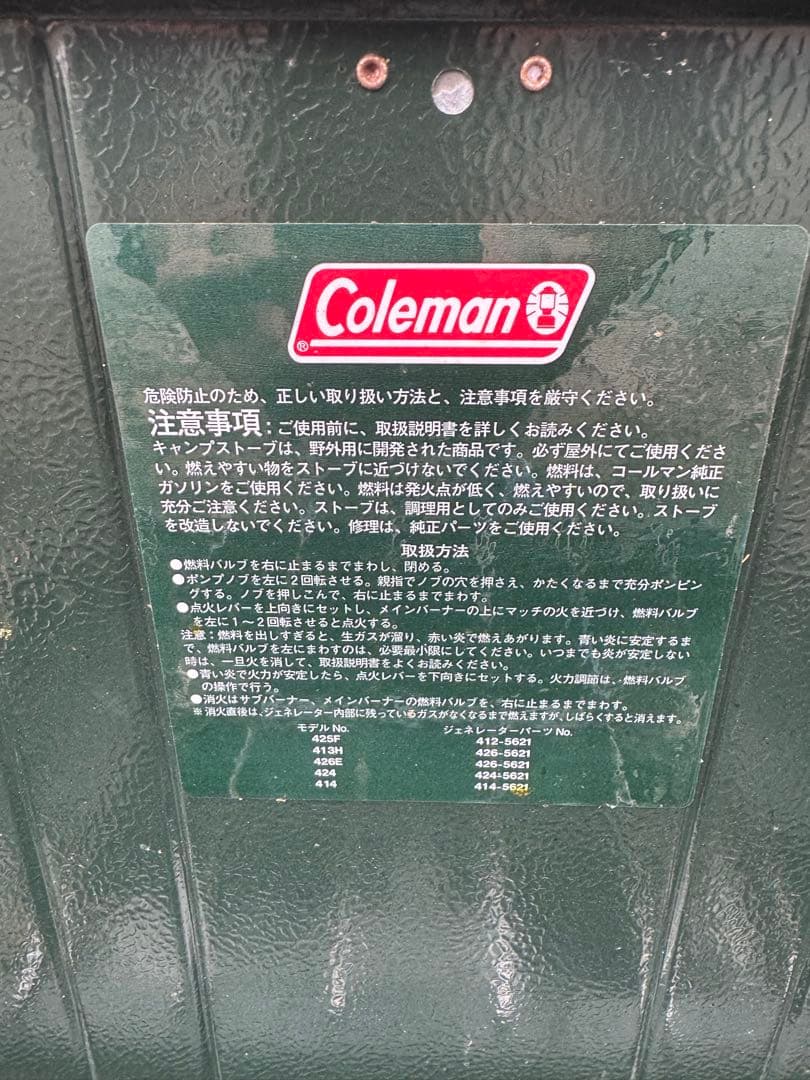 Coleman
®
危険防止のため、正しい取り扱い方法と、注意事項を厳守ください。
注意事項:ご使用前に、取扱説明書を詳しくお読みください。
キャンプストーブは、野外用に開発された商品です。必ず屋外にてご使用くださ
い。燃えやすい物をストーブに近づけないでください。燃料は、コールマン純正
ガソリンをご使用ください。燃料は発火点が低く、燃えやすいので、取り扱いに
充分ご注意ください。ストーブは、調理用としてのみご使用ください。ストーブ
を改造しないでください。修理は、純正パーツをご使用ください。
取扱方法
●燃料バルブを右に止まるまでまわし、閉める。
●ポンプノブを左に2回転させる。親指でノブの穴を押さえ、かたくなるまで充分ポンピン
グする。ノブを押しこんで、右に止まるまでまわす。
●点火レバーを上向きにセットし、メインバーナーの上にマッチの火を近づけ、燃料バルブ
を左に1〜2回転させると点火する。
注意:燃料を出しすぎると、生ガスが溜り、赤い炎で燃えあがります。青い炎に安定するま
で、燃料バルブを左にまわすのは、必要最小限にしてください。いつまでも炎が安定しない
時は、一旦火を消して、取扱説明書をよくお読みください。
●青い炎で火力が安定したら、点火レバーを下向きにセットする。火力調節は、燃料バルブ
の操作で行う。
●消火はサブバーナー、メインバーナーの燃料バルブを、右に止まるまでまわす。
※消火直後は、ジェネレーター内部に残っているガスがなくなるまで燃えますが、しばらくすると消えます。
モデルNo. ジェネレーターパーツNo.
425F 412-5621
413H 426-5621
426E 426-5621
424 424-5621
414 414-5621